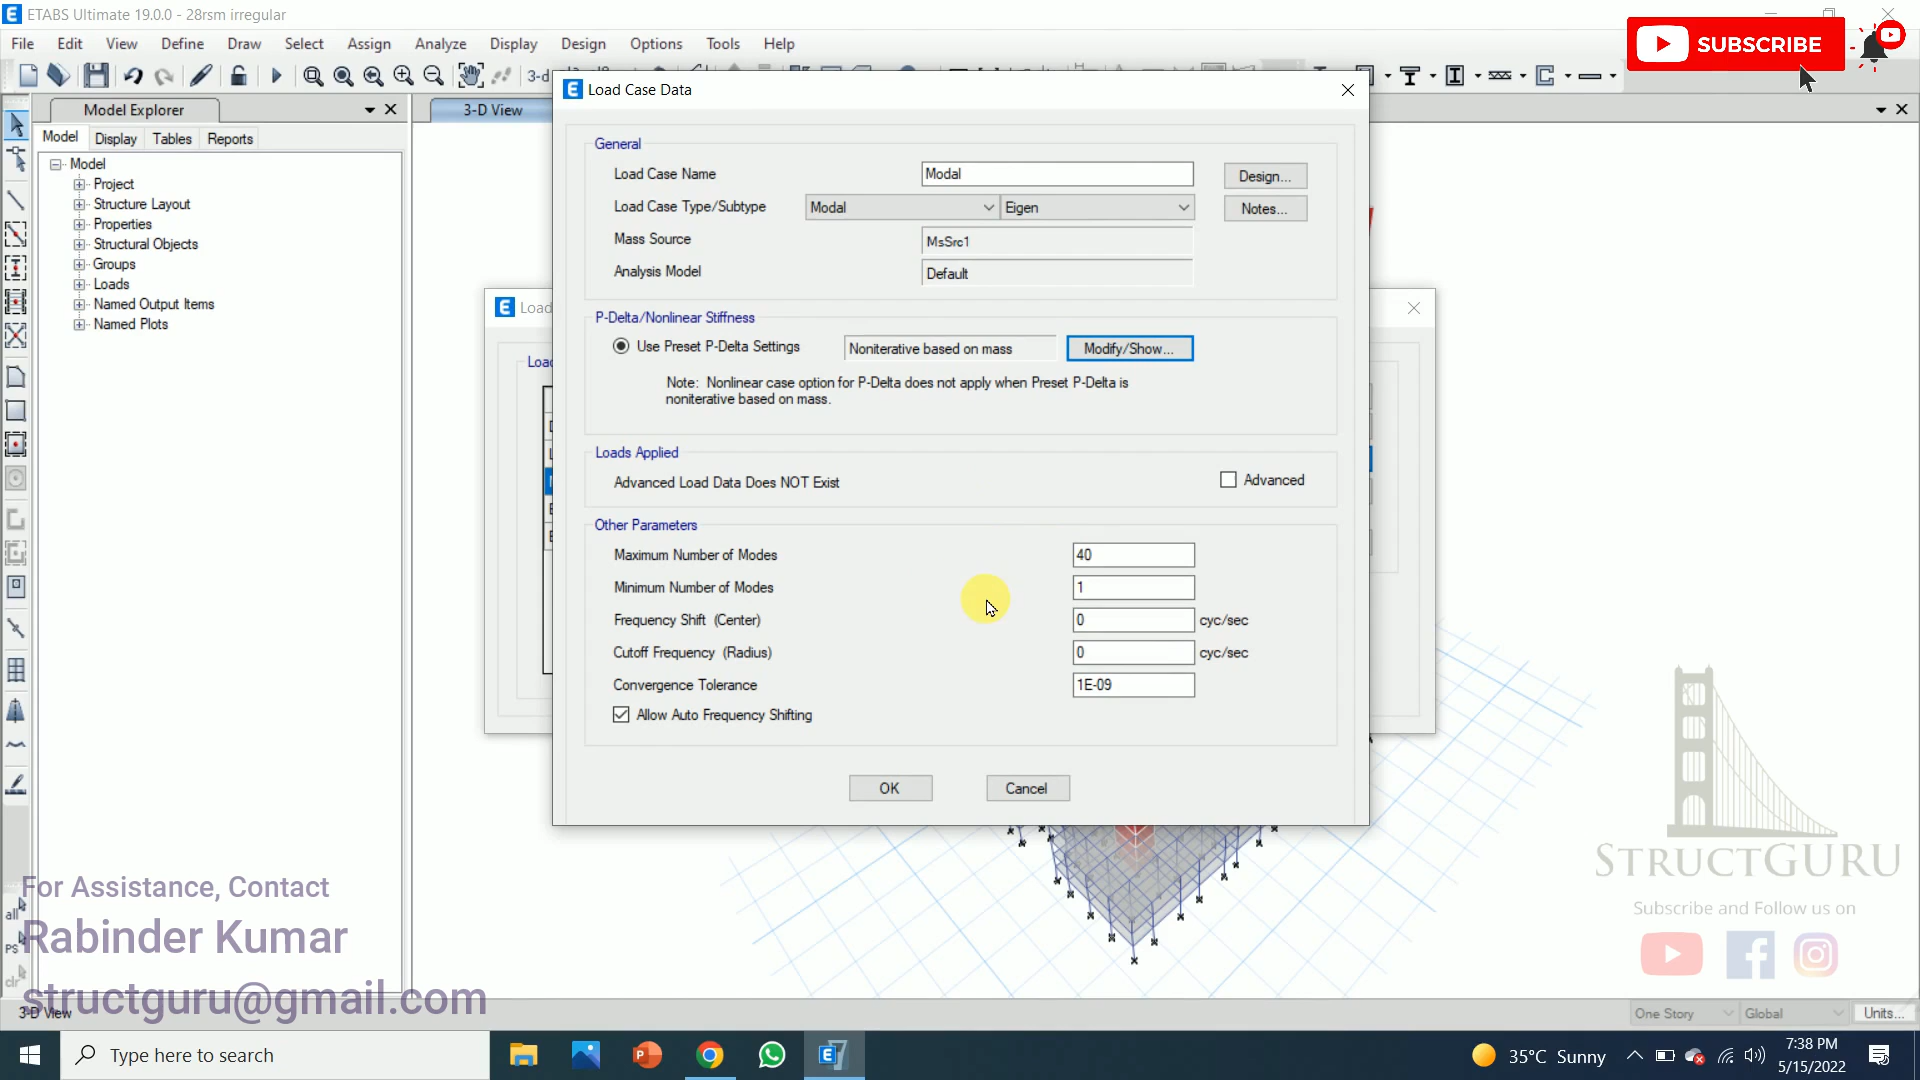 ETABS Ultimate 19.0.0 - 28rsm irregular
File Edit View Define Draw Select Assign Analyze Display Design Options Tools Help
SUBSCRIBE
3-d
Model Explorer
3-D View
Model Display Tables Reports
Model
Project
Structure Layout
Properties
Structural Objects
Groups
Loads
Named Output Items
Named Plots
Load Case Data
General
Load Case Name Modal Design...
Load Case Type/Subtype Modal Eigen Notes...
Mass Source MsSrc1
Analysis Model Default
Load
P-Delta/Nonlinear Stiffness
Use Preset P-Delta Settings Noniterative based on mass Modify/Show...
Note: Nonlinear case option for P-Delta does not apply when Preset P-Delta is
noniterative based on mass.
Loads Applied
Advanced Load Data Does NOT Exist Advanced
Other Parameters
Maximum Number of Modes 40
Minimum Number of Modes 1
Frequency Shift (Center) 0 cyc/sec
Cutoff Frequency (Radius) 0 cyc/sec
Convergence Tolerance 1E-09
Allow Auto Frequency Shifting
OK Cancel
For Assistance, Contact
Rabinder Kumar
structguru@gmail.com
all
PS
clr
STRUCTGURU
Subscribe and Follow us on
3-D View
One Story Global Units...
Type here to search
35°C Sunny
7:38 PM
5/15/2022